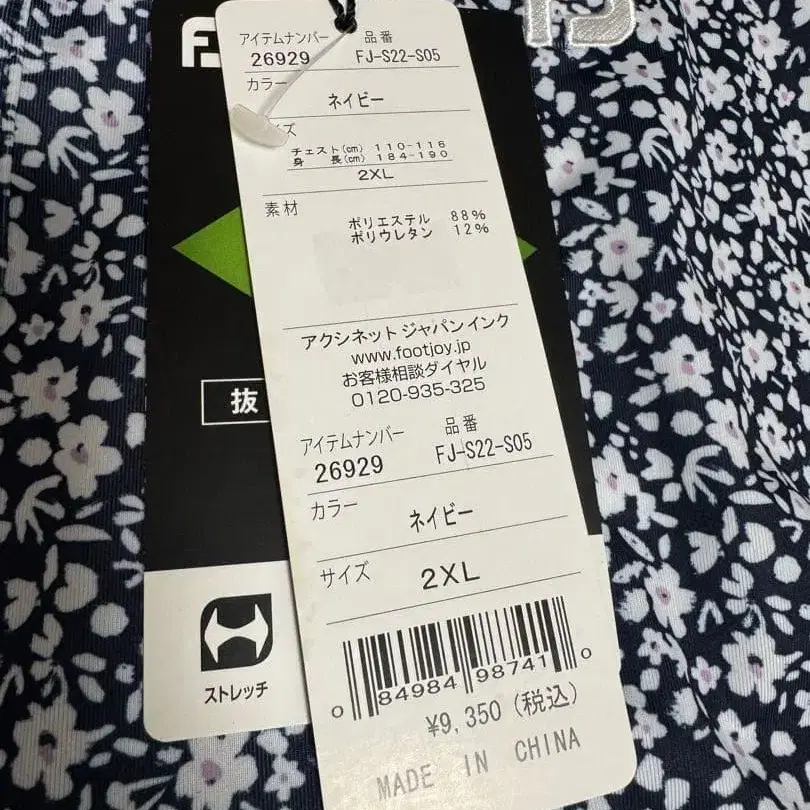 FJ
アイテムナンバー 品番
26929 FJ-S22-S05
カラー
ネイビー
イズ
チェスト(cm) 110-116
身長(cm) 184-190
2XL
素材
ポリエステル 88%
ポリウレタン 12%
アクシネット ジャパン インク
www.footjoy.jp
お客様相談ダイヤル
0120-935-325
アイテムナンバー 品番
26929 FJ-S22-S05
カラー
ネイビー
サイズ 2XL
0 84984 98741 0
¥9,350 (税込)
MADE IN CHINA
抜
ストレッチ